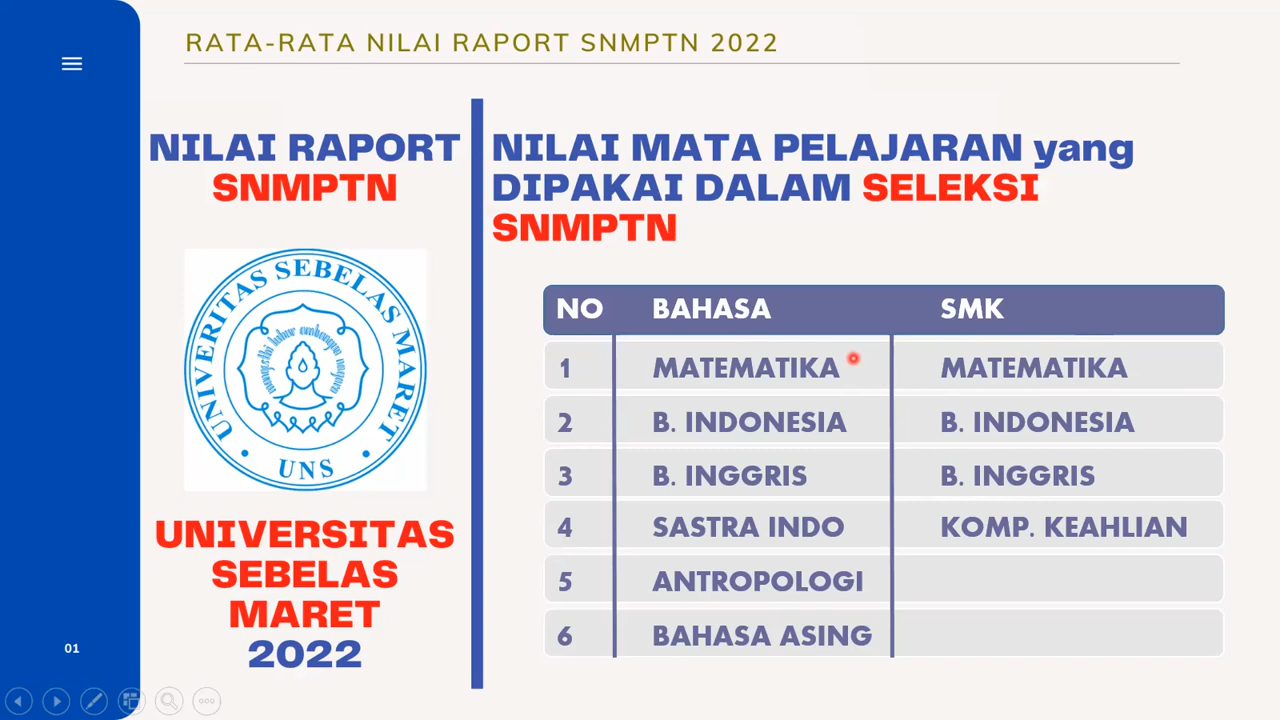 RATA-RATA NILAI RAPORT SNMPTN 2022
NILAI RAPORT
SNMPTN
UNIVERSITAS SEBELAS MARET
UNS
UNIVERSITAS
SEBELAS
MARET
2022
NILAI MATA PELAJARAN yang
DIPAKAI DALAM SELEKSI
SNMPTN
NO BAHASA SMK
1 MATEMATIKA MATEMATIKA
2 B. INDONESIA B. INDONESIA
3 B. INGGRIS B. INGGRIS
4 SASTRA INDO KOMP. KEAHLIAN
5 ANTROPOLOGI
6 BAHASA ASING
01